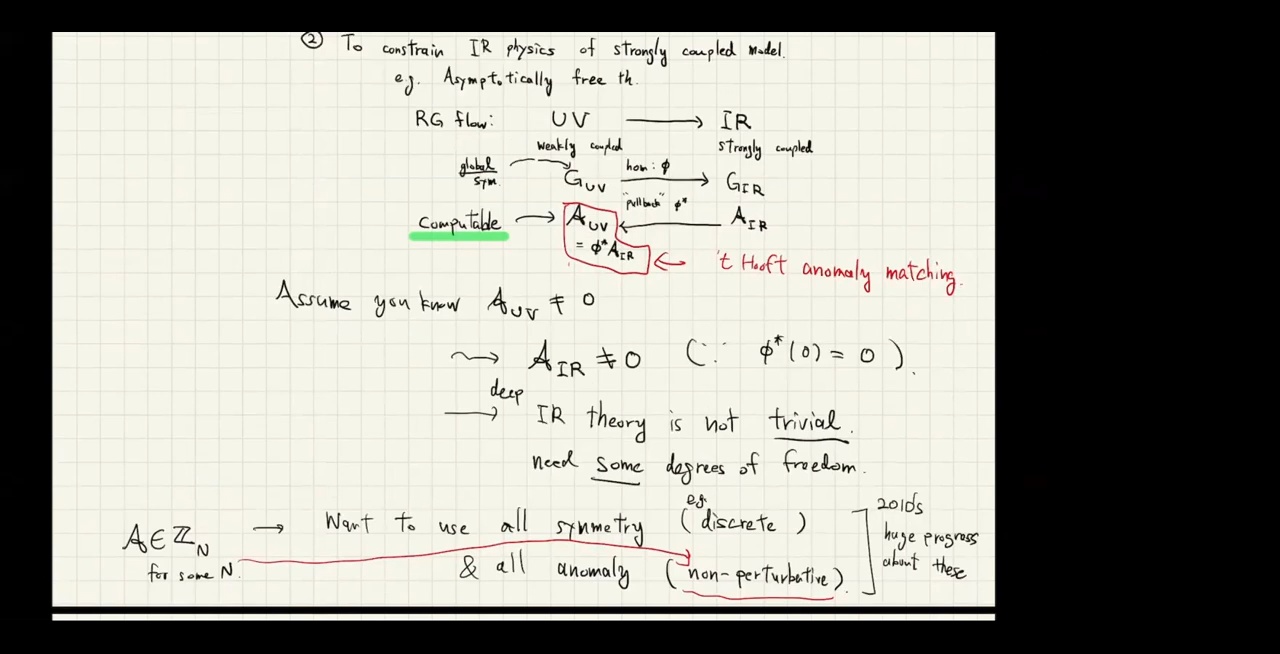 ② To constrain IR physics of strongly coupled model.
e.g. Asymptotically free th.
RG flow: UV → IR
weakly coupled strongly coupled
global sym. G_UV hom: φ G_IR
"pullback" φ*
Computable → A_UV A_IR
= φ*A_IR ← 't Hooft anomaly matching.
Assume you know A_UV ≠ 0
⇝ A_IR ≠ 0 (∵ φ*(0) = 0).
deep
→ IR theory is not trivial.
need some degrees of freedom.
A ∈ ℤ_N → Want to use all symmetry (e.g. discrete)
for some N. & all anomaly (non-perturbative).
2010's
huge progress
about these